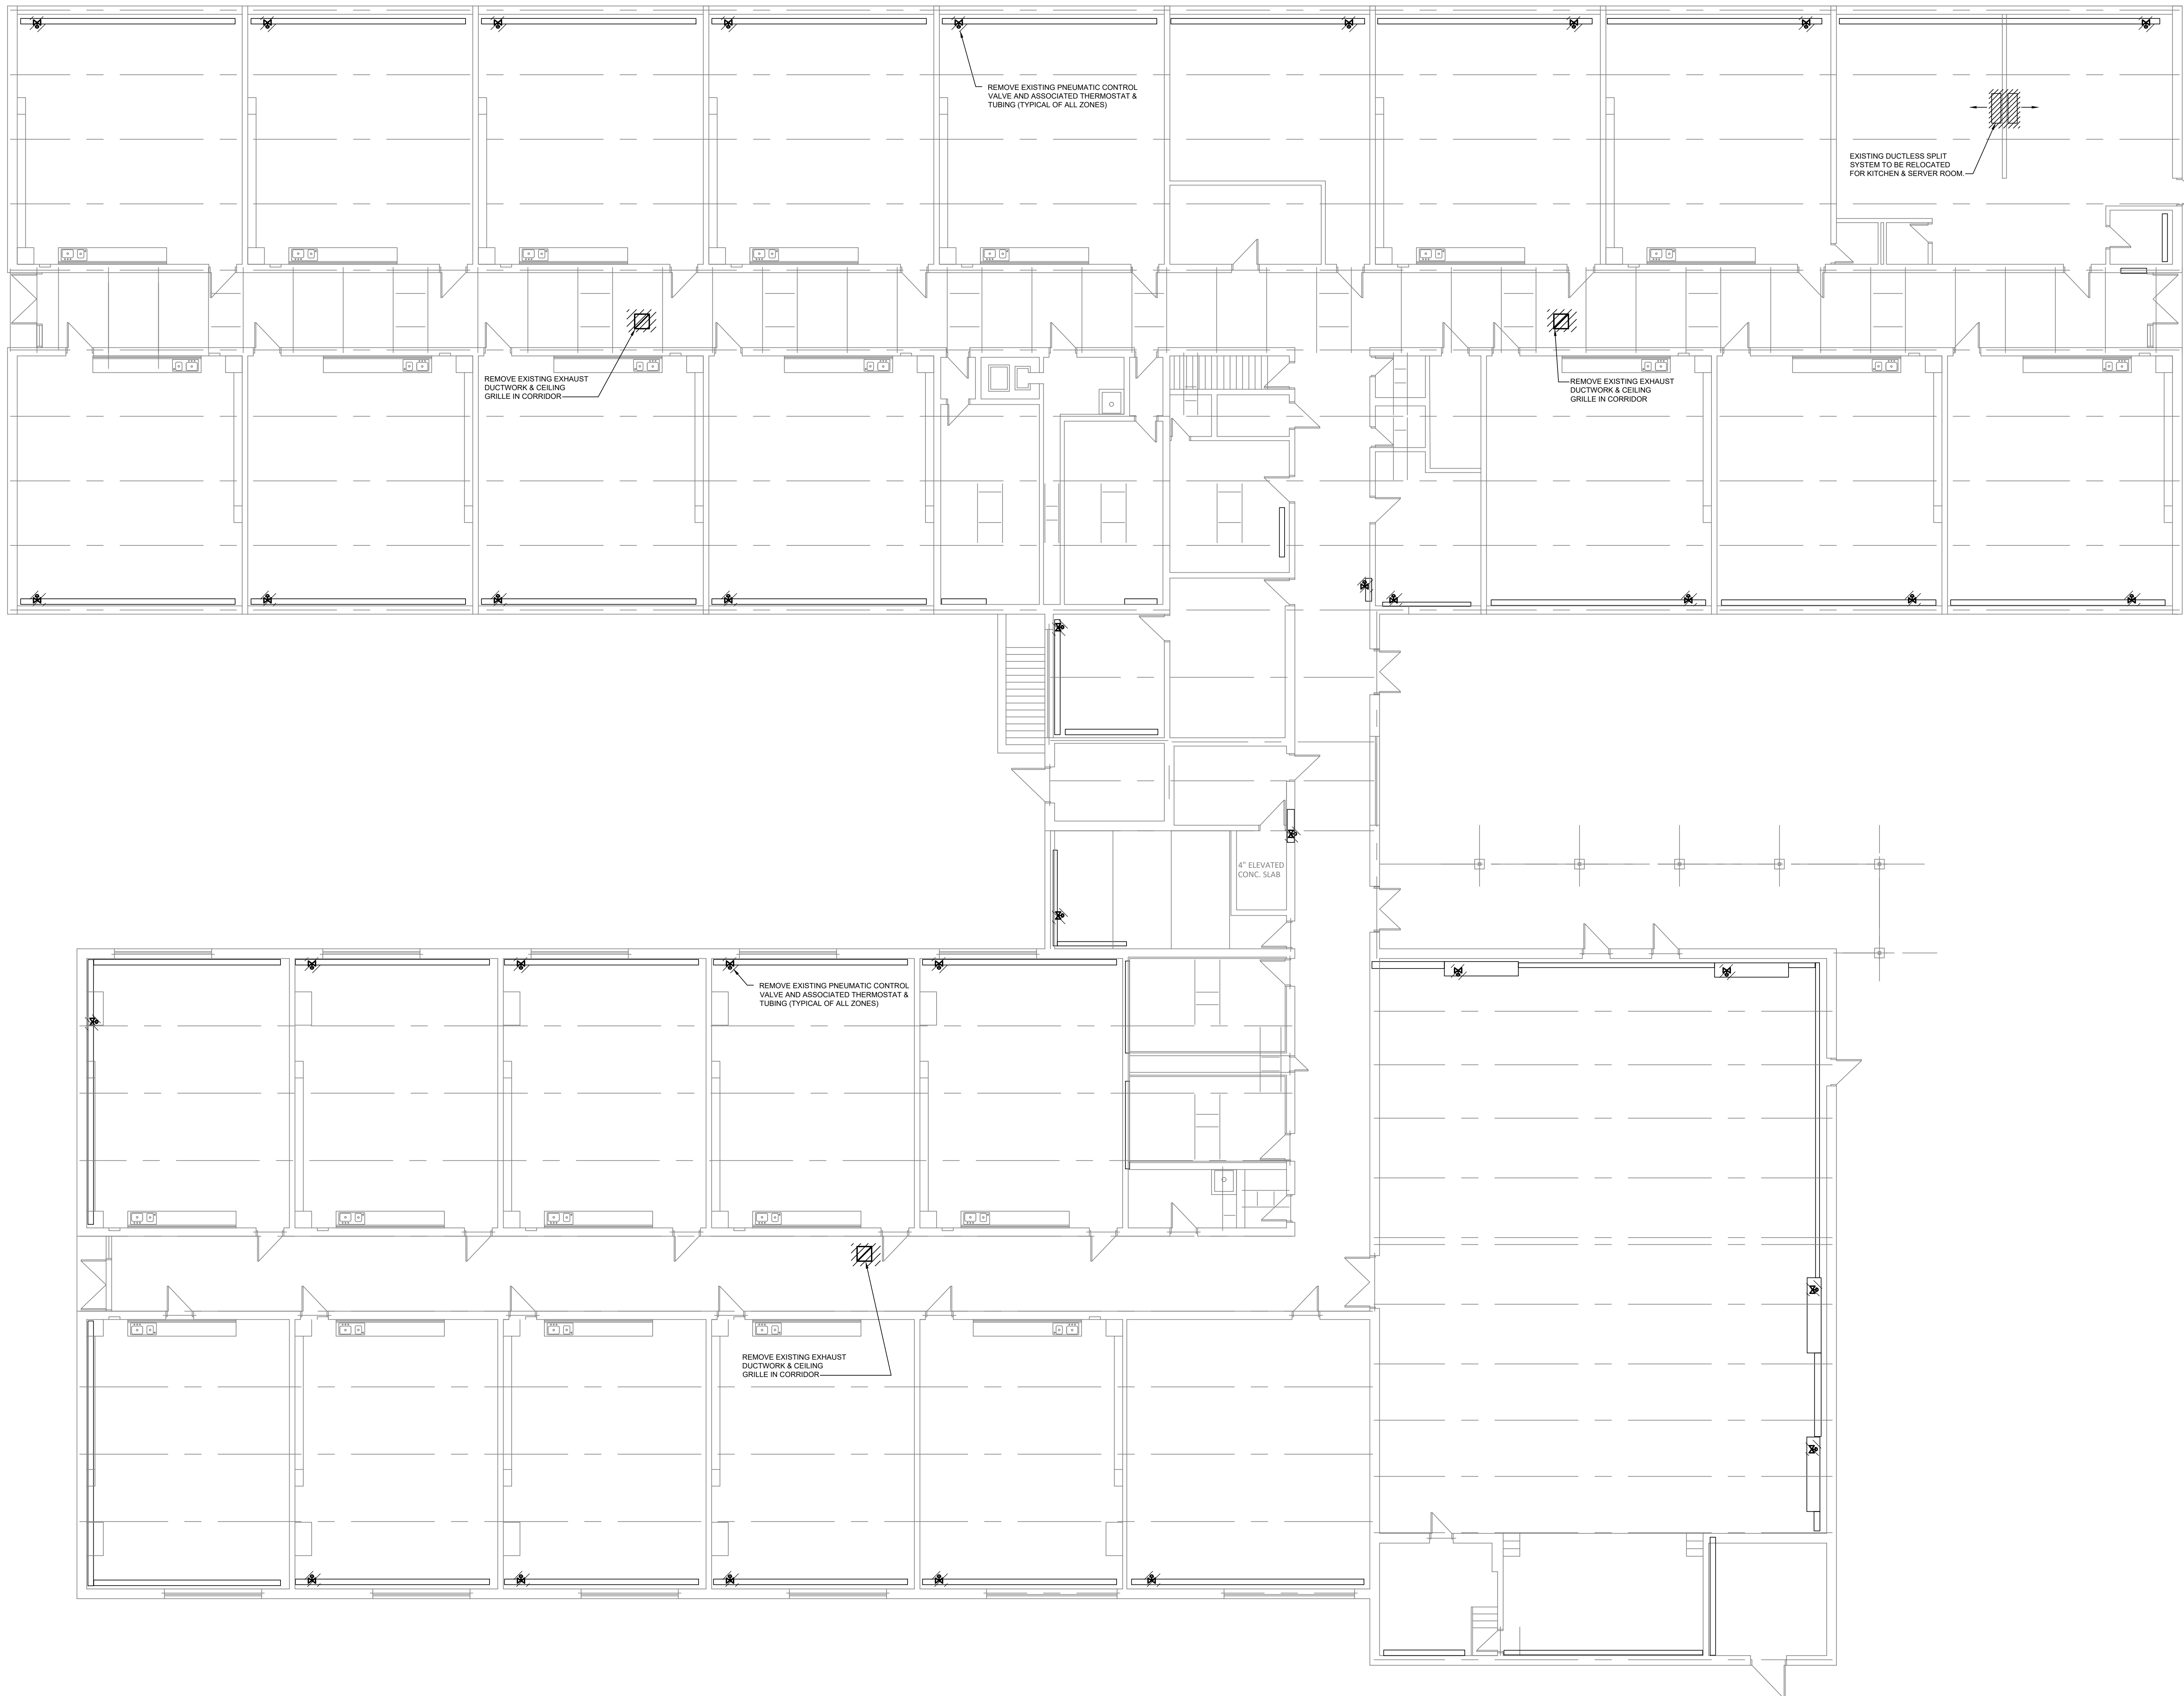 REMOVE EXISTING PNEUMATIC CONTROL
VALVE AND ASSOCIATED THERMOSTAT &
TUBING (TYPICAL OF ALL ZONES)
EXISTING DUCTLESS SPLIT
SYSTEM TO BE RELOCATED
FOR KITCHEN & SERVER ROOM.
REMOVE EXISTING EXHAUST
DUCTWORK & CEILING
GRILLE IN CORRIDOR
REMOVE EXISTING EXHAUST
DUCTWORK & CEILING
GRILLE IN CORRIDOR
4" ELEVATED
CONC. SLAB
REMOVE EXISTING PNEUMATIC CONTROL
VALVE AND ASSOCIATED THERMOSTAT &
TUBING (TYPICAL OF ALL ZONES)
REMOVE EXISTING EXHAUST
DUCTWORK & CEILING
GRILLE IN CORRIDOR